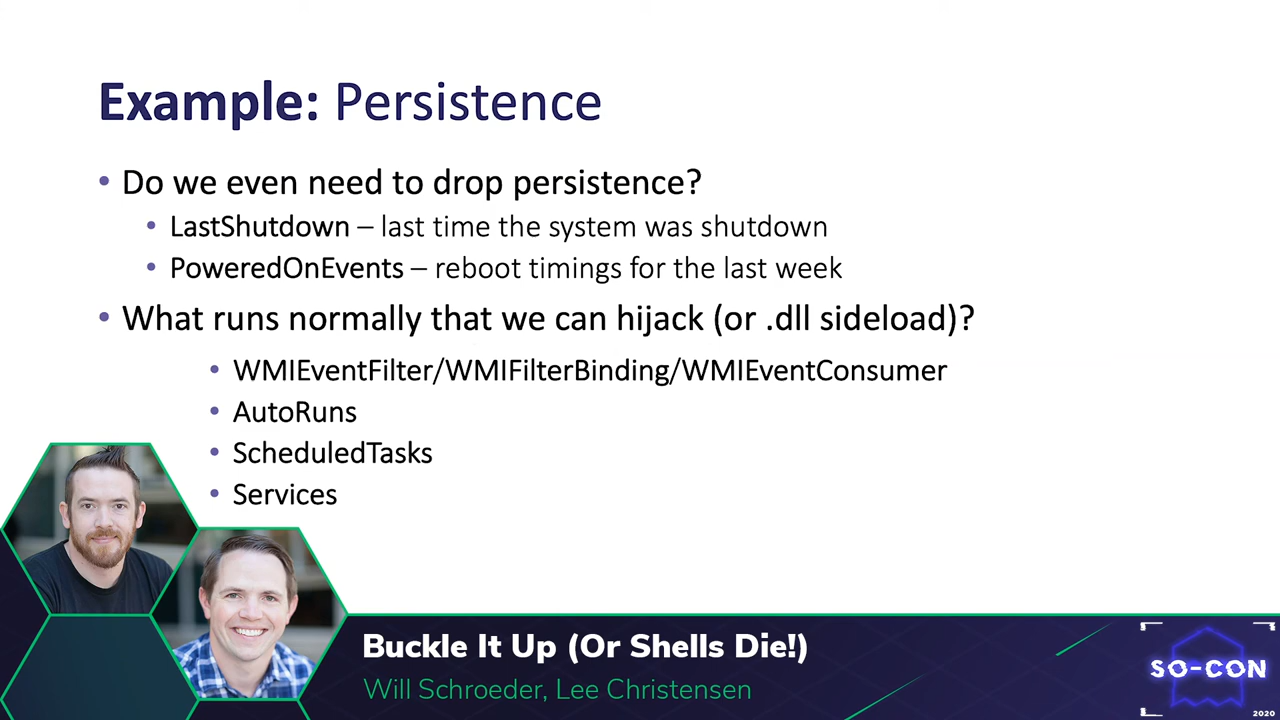 Example: Persistence
• Do we even need to drop persistence?
• LastShutdown – last time the system was shutdown
• PoweredOnEvents – reboot timings for the last week
• What runs normally that we can hijack (or .dll sideload)?
• WMIEventFilter/WMIFilterBinding/WMIEventConsumer
• AutoRuns
• ScheduledTasks
• Services
Buckle It Up (Or Shells Die!)
Will Schroeder, Lee Christensen
SO-CON
2020